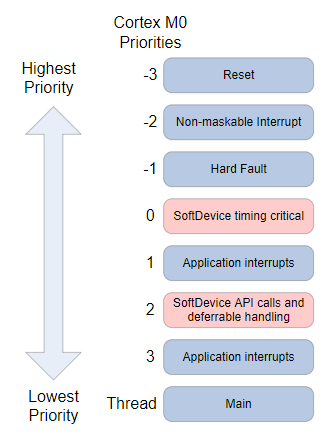 Cortex M0
Priorities
Highest
Priority
-3 Reset
-2 Non-maskable Interrupt
-1 Hard Fault
0 SoftDevice timing critical
1 Application interrupts
2 SoftDevice API calls and
deferrable handling
3 Application interrupts
Lowest
Priority
Thread Main